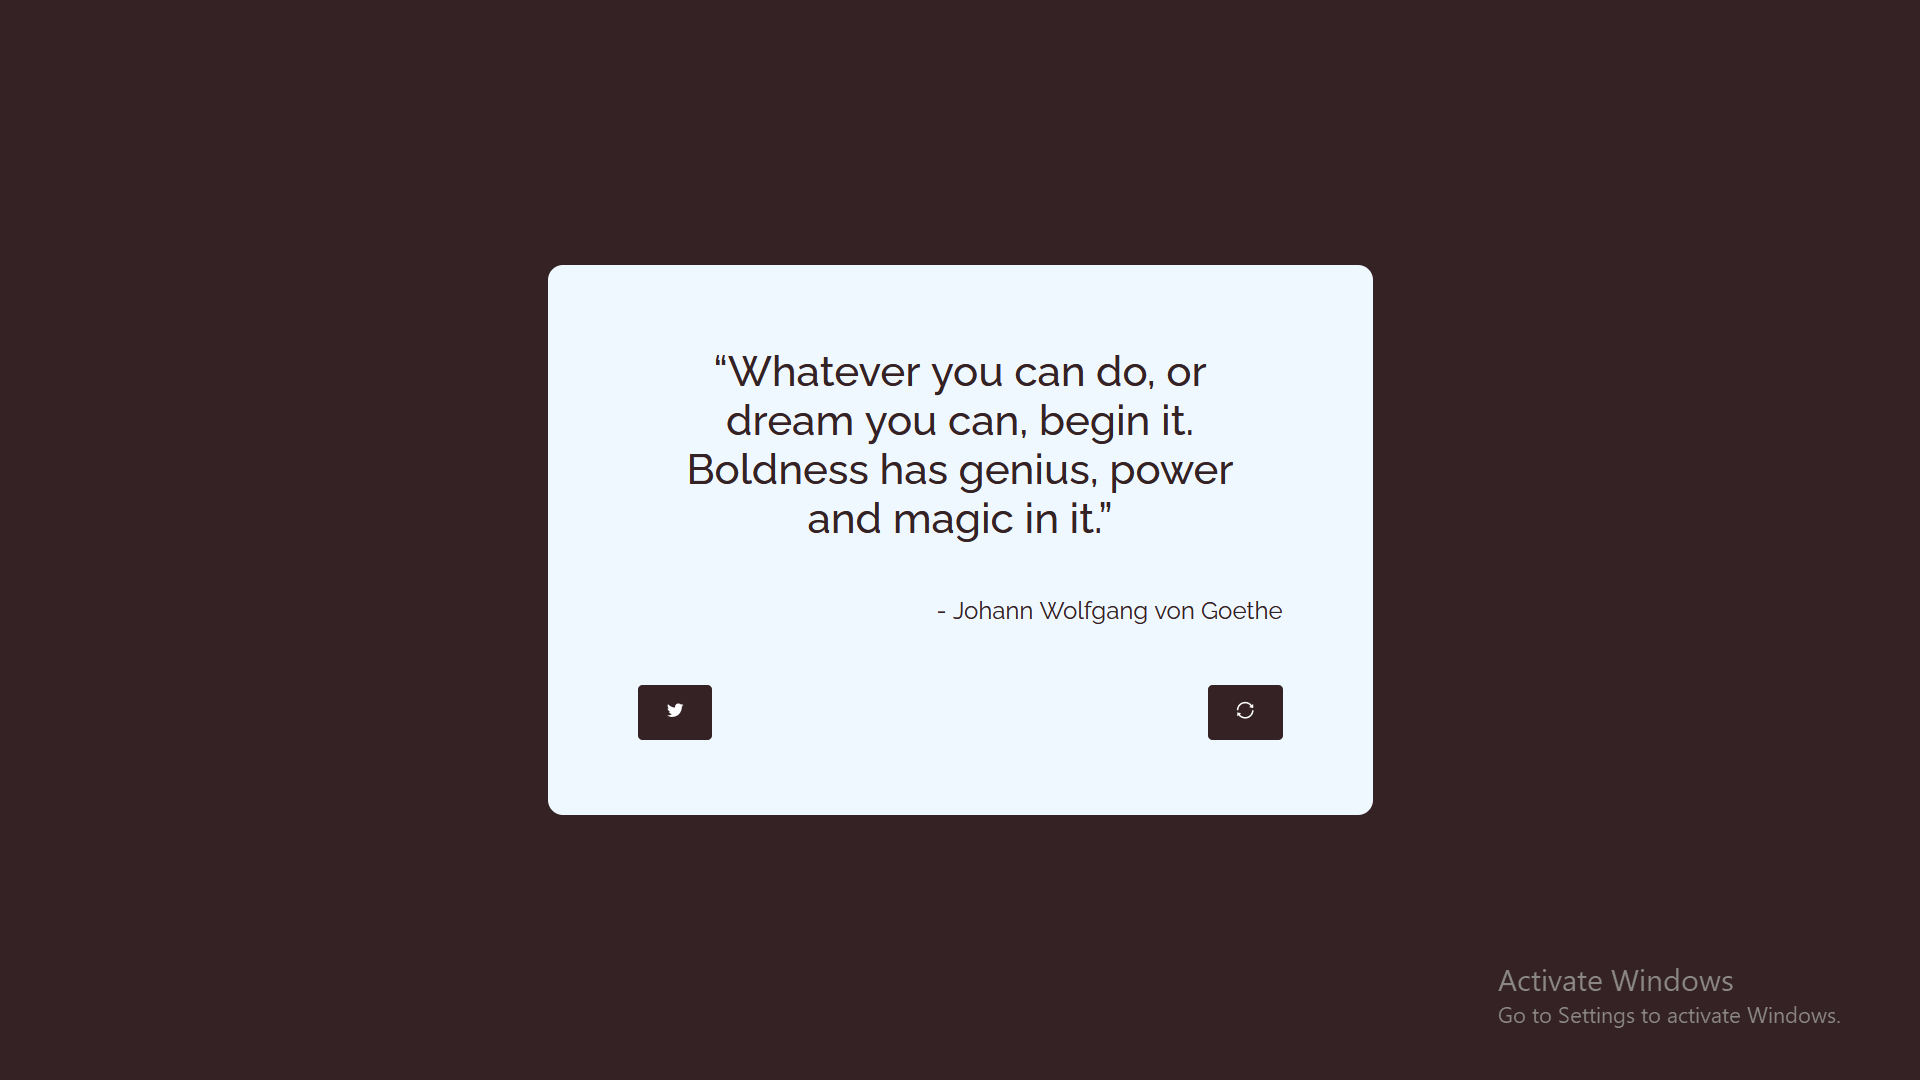 “Whatever you can do, or
dream you can, begin it.
Boldness has genius, power
and magic in it.”
- Johann Wolfgang von Goethe
Activate Windows
Go to Settings to activate Windows.